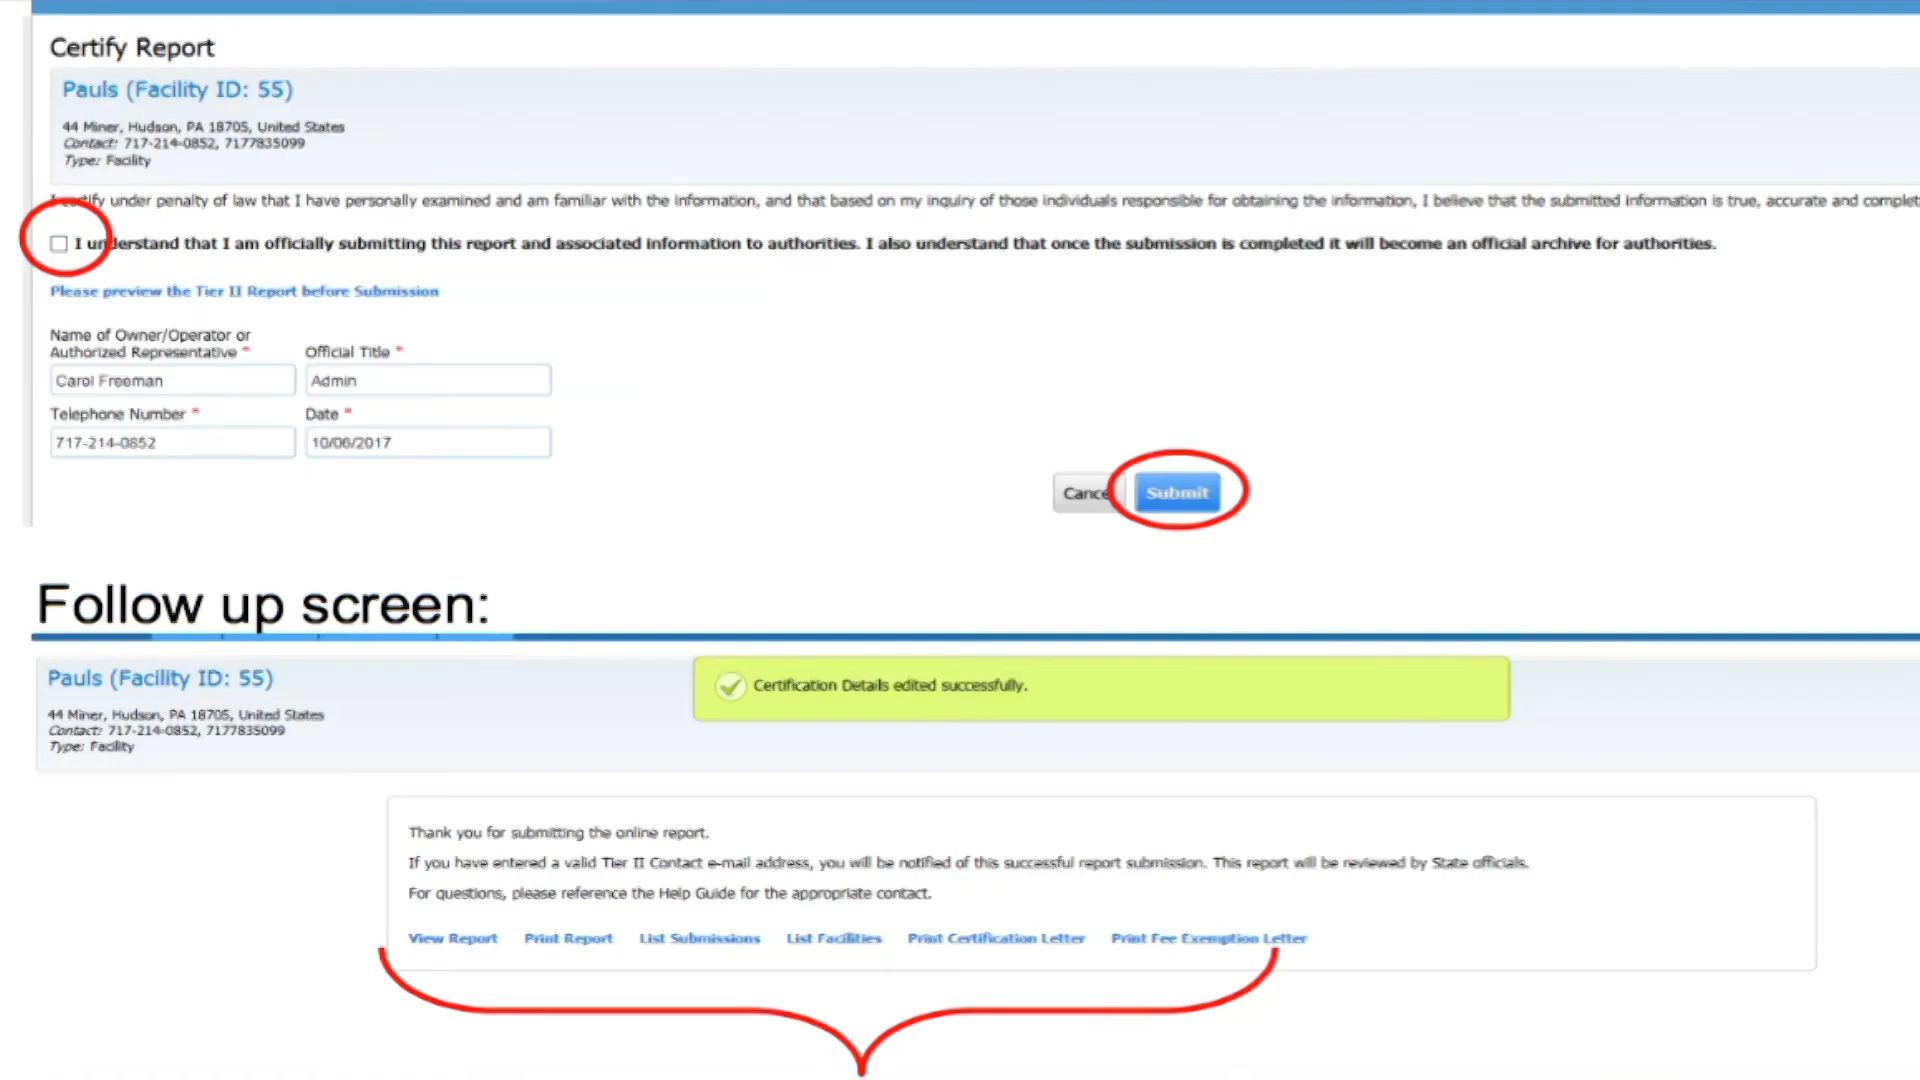 Certify Report
Pauls (Facility ID: 55)
44 Miner, Hudson, PA 18705, United States
Contact: 717-214-0852, 7177835099
Type: Facility
I certify under penalty of law that I have personally examined and am familiar with the information, and that based on my inquiry of those individuals responsible for obtaining the information, I believe that the submitted information is true, accurate and complet
I understand that I am officially submitting this report and associated information to authorities. I also understand that once the submission is completed it will become an official archive for authorities.
Please preview the Tier II Report before Submission
Name of Owner/Operator or
Authorized Representative * Official Title *
Carol Freeman Admin
Telephone Number * Date *
717-214-0852 10/06/2017
Cance Submit
Follow up screen:
Pauls (Facility ID: 55)
Certification Details edited successfully.
44 Miner, Hudson, PA 18705, United States
Contact: 717-214-0852, 7177835099
Type: Facility
Thank you for submitting the online report.
If you have entered a valid Tier II Contact e-mail address, you will be notified of this successful report submission. This report will be reviewed by State officials.
For questions, please reference the Help Guide for the appropriate contact.
View Report Print Report List Submissions List Facilities Print Certification Letter Print Fee Exemption Letter